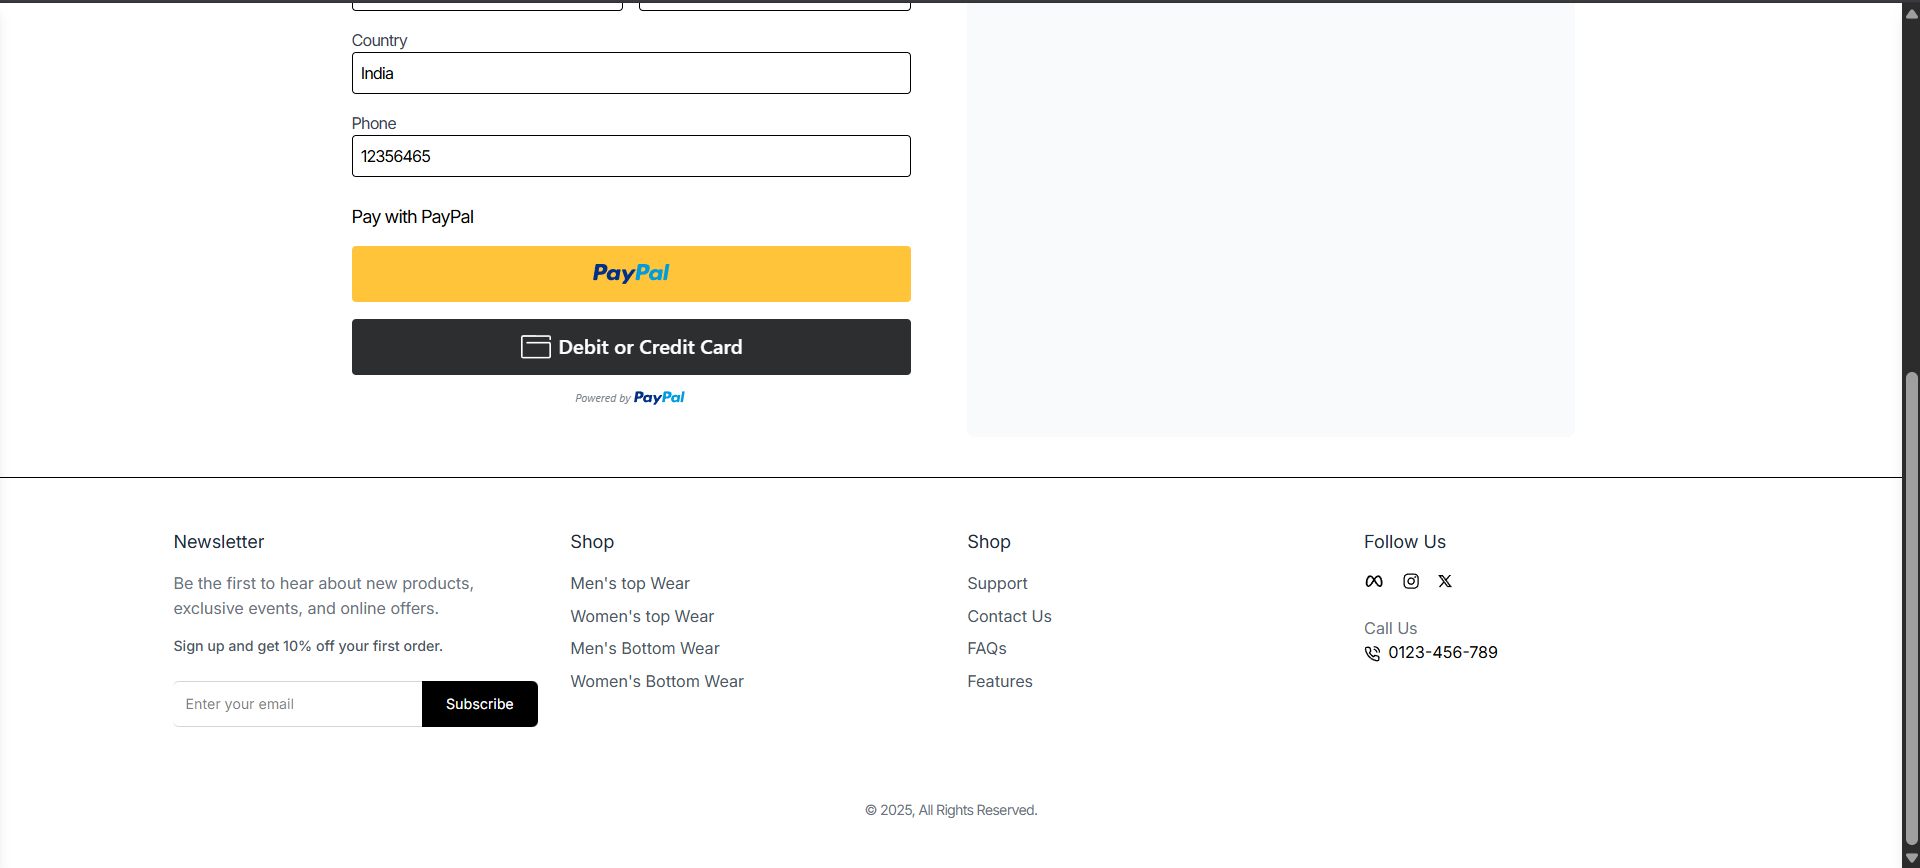 Country
India
Phone
12356465
Pay with PayPal
PayPal
Debit or Credit Card
Powered by PayPal
Newsletter
Be the first to hear about new products,
exclusive events, and online offers.
Sign up and get 10% off your first order.
Enter your email
Subscribe
Shop
Men's top Wear
Women's top Wear
Men's Bottom Wear
Women's Bottom Wear
Shop
Support
Contact Us
FAQs
Features
Follow Us
Call Us
0123-456-789
© 2025, All Rights Reserved.